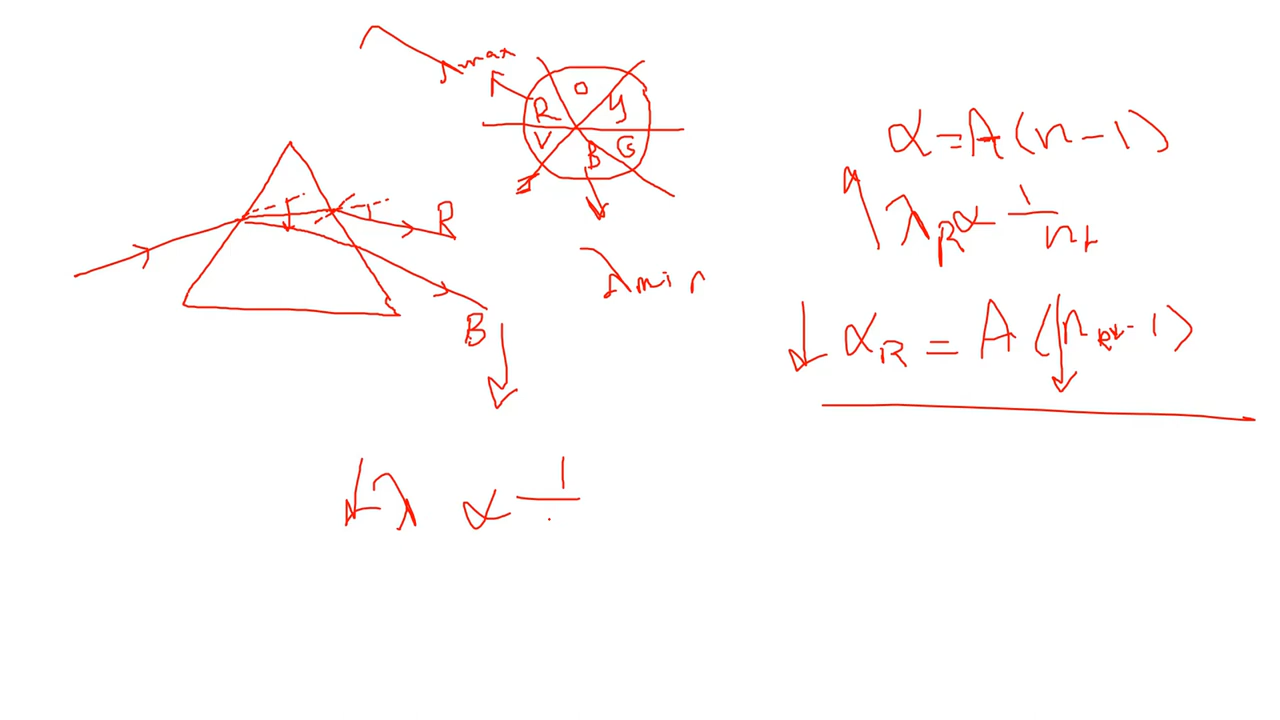 λmax
O
R
y
V
B
G
λmin
R
B
α = A(n-1)
λR ∝ 1/nr
αR = A(nR-1)
λ ∝ 1/